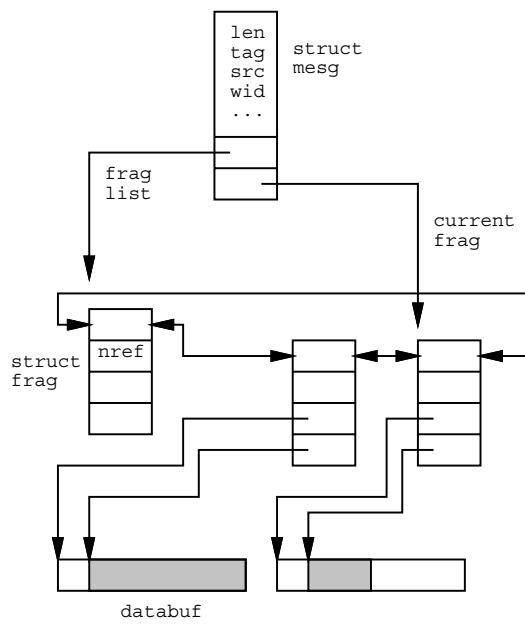 len
tag
src
wid
...
struct
mesg
frag
list
current
frag
struct
frag
nref
databuf